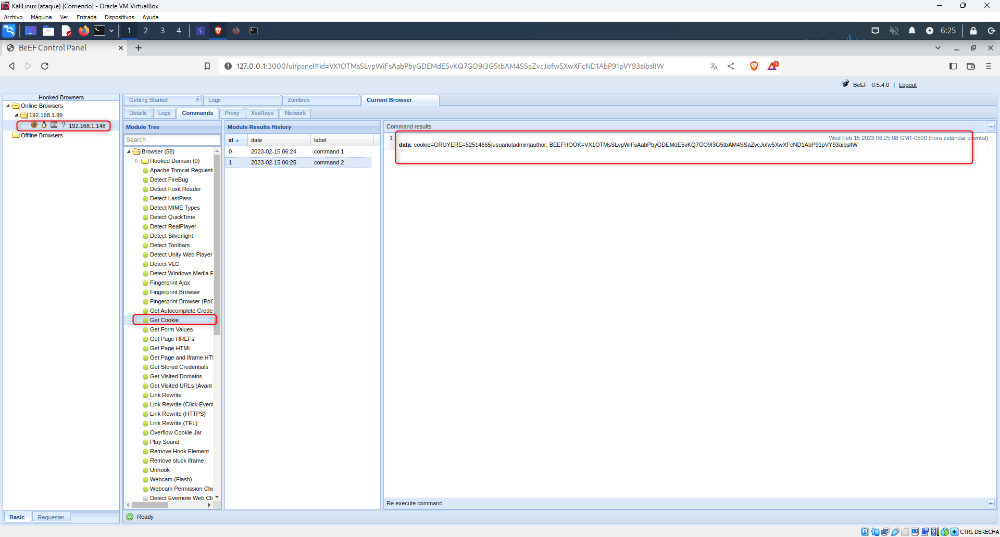 KaliLinux (ataque) [Corriendo] - Oracle VM VirtualBox
Archivo Máquina Ver Entrada Dispositivos Ayuda
1 2 3 4 6:25
BeEF Control Panel
127.0.0.1:3000/ui/panel#id=VX1OTMsSLvpWiFsAabPbyGDEMdE5vKQ7GO9I3G5tbAM4SSaZvcJofw5XwXFcND1AbP91pVY93aibslIW
BeEF 0.5.4.0 | Logout
Hooked Browsers
Online Browsers
192.168.1.99
192.168.1.148
Offline Browsers
Basic Requester
Getting Started Logs Zombies Current Browser
Details Logs Commands Proxy XssRays Network
Module Tree
Search
Browser (58)
Hooked Domain (0)
Apache Tomcat Request
Detect FireBug
Detect Foxit Reader
Detect LastPass
Detect MIME Types
Detect QuickTime
Detect RealPlayer
Detect Silverlight
Detect Toolbars
Detect Unity Web Player
Detect VLC
Detect Windows Media P
Fingerprint Ajax
Fingerprint Browser
Fingerprint Browser (PoC
Get Autocomplete Crede
Get Cookie
Get Form Values
Get Page HREFs
Get Page HTML
Get Page and iframe HT
Get Stored Credentials
Get Visited Domains
Get Visited URLs (Avant
Link Rewrite
Link Rewrite (Click Event
Link Rewrite (HTTPS)
Link Rewrite (TEL)
Overflow Cookie Jar
Play Sound
Remove Hook Element
Remove stuck iframe
Unhook
Webcam (Flash)
Webcam Permission Che
Detect Evernote Web Cli
Module Results History
id date label
0 2023-02-15 06:24 command 1
1 2023-02-15 06:25 command 2
Command results
1 Wed Feb 15 2023 06:25:08 GMT-0500 (hora estándar oriental)
data: cookie=GRUYERE=52514665|usuario|admin|author; BEEFHOOK=VX1OTMsSLvpWiFsAabPbyGDEMdE5vKQ7GO9I3G5tbAM4SSaZvcJofw5XwXFcND1AbP91pVY93aibslIW
Re-execute command
Ready
CTRL DERECHA